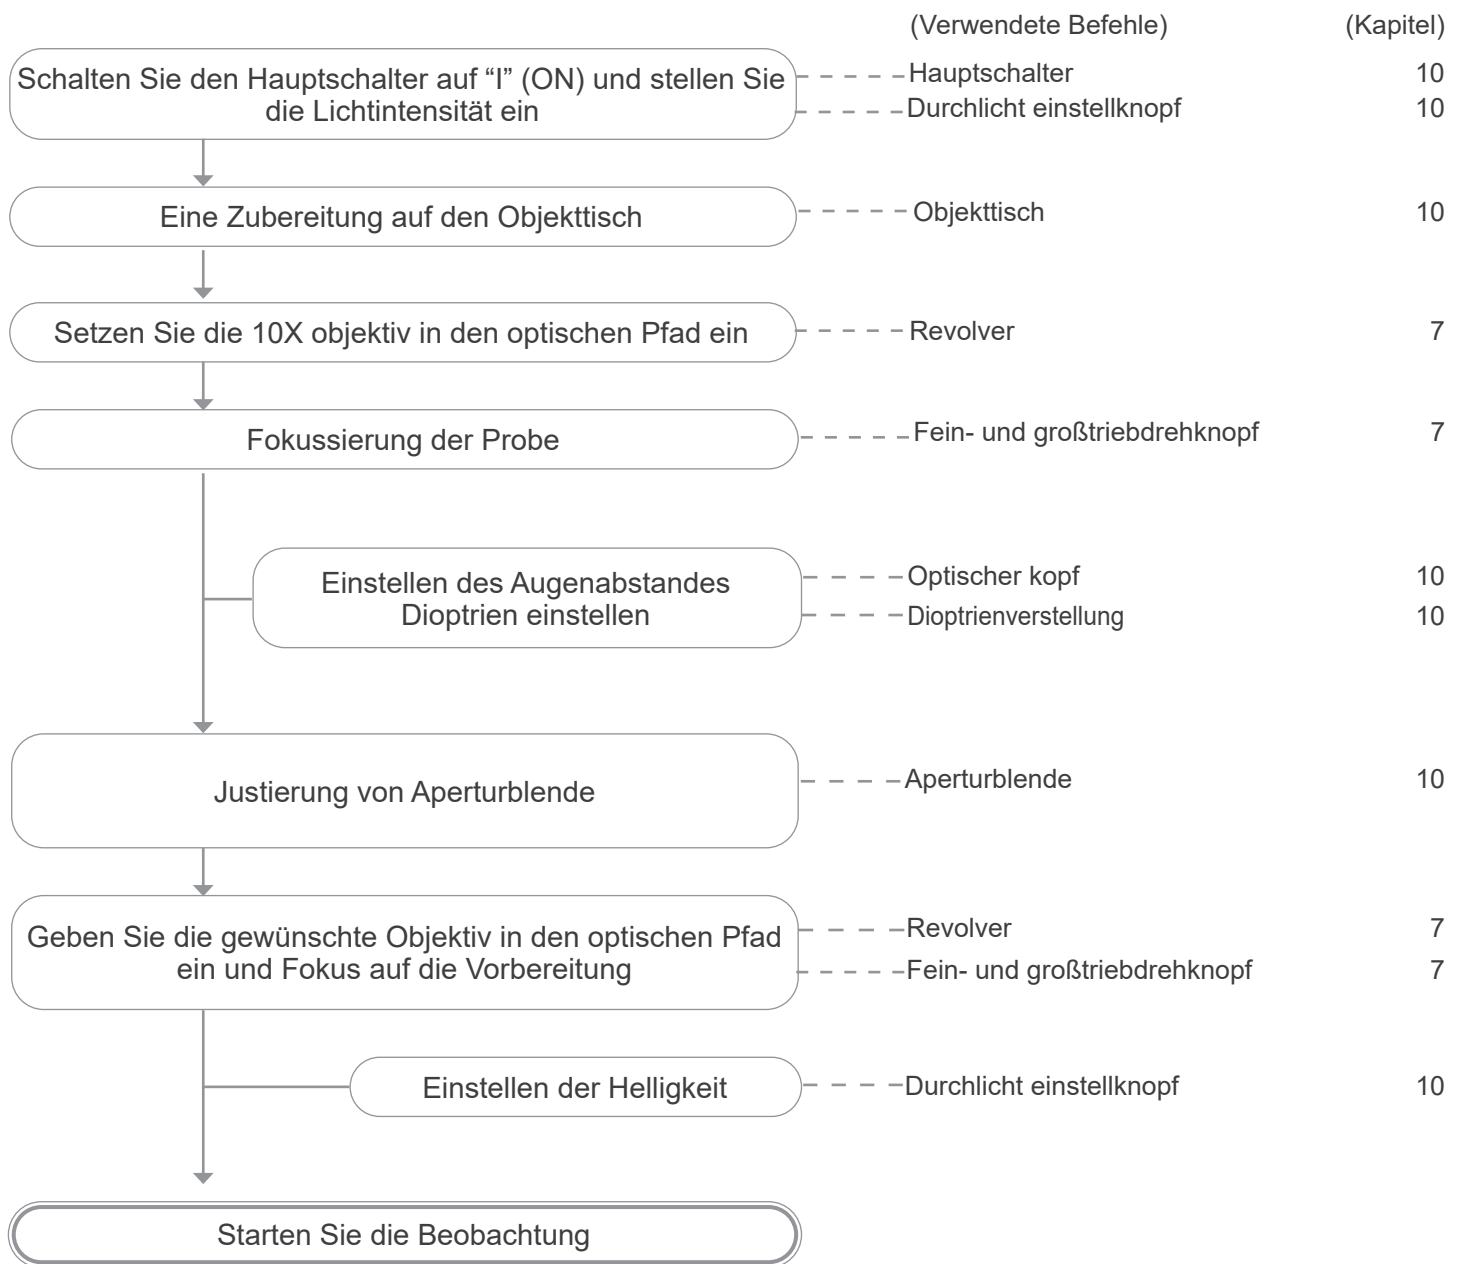 (Verwendete Befehle) (Kapitel)
Schalten Sie den Hauptschalter auf “I” (ON) und stellen Sie
die Lichtintensität ein
Hauptschalter 10
Durchlicht einstellknopf 10
Eine Zubereitung auf den Objekttisch
Objekttisch 10
Setzen Sie die 10X objektiv in den optischen Pfad ein
Revolver 7
Fokussierung der Probe
Fein- und großtriebdrehknopf 7
Einstellen des Augenabstandes
Dioptrien einstellen
Optischer kopf 10
Dioptrienverstellung 10
Justierung von Aperturblende
Aperturblende 10
Geben Sie die gewünschte Objektiv in den optischen Pfad
ein und Fokus auf die Vorbereitung
Revolver 7
Fein- und großtriebdrehknopf 7
Einstellen der Helligkeit
Durchlicht einstellknopf 10
Starten Sie die Beobachtung